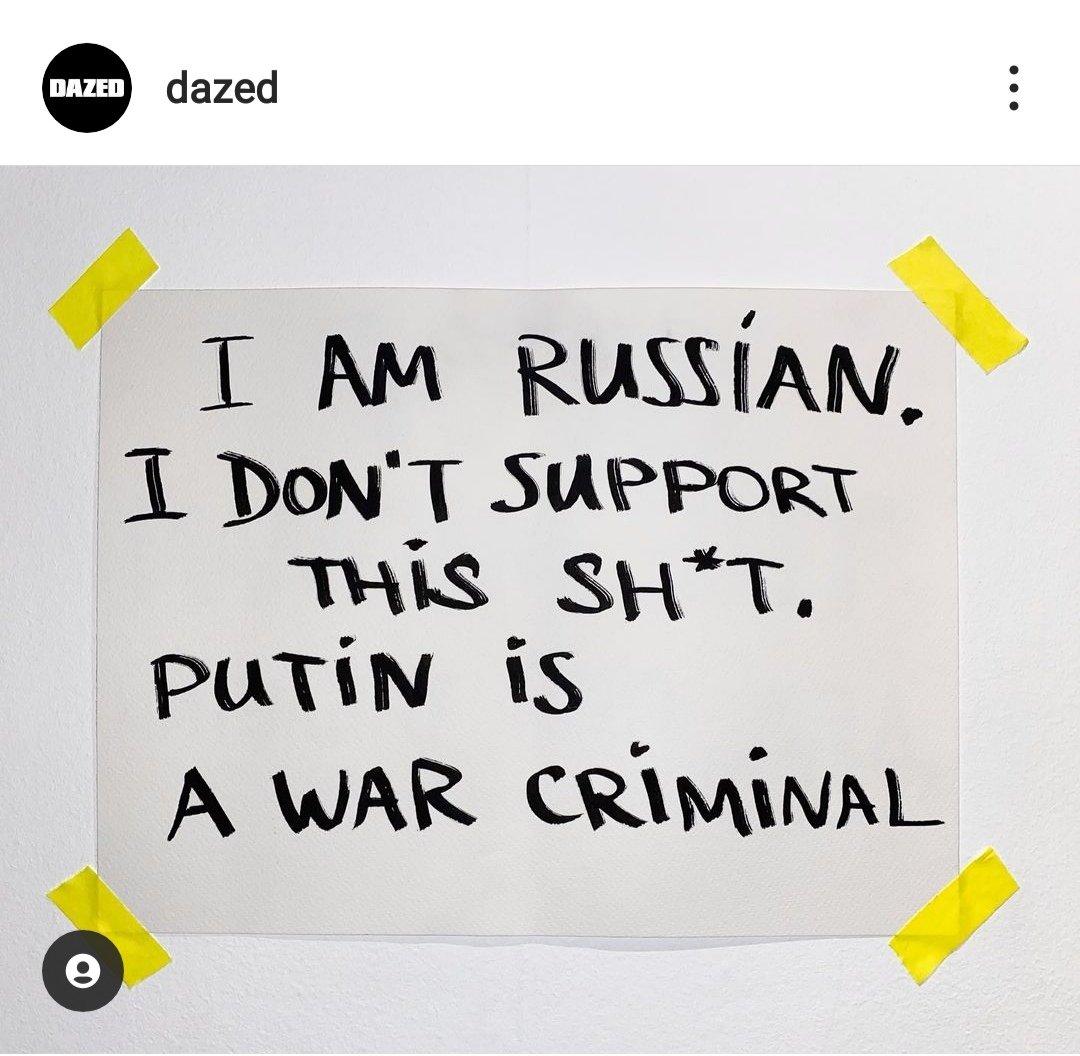 DAZED
dazed
I AM RUSSIAN.
I DON'T SUPPORT
THIS SH*T.
PUTIN IS
A WAR CRIMINAL